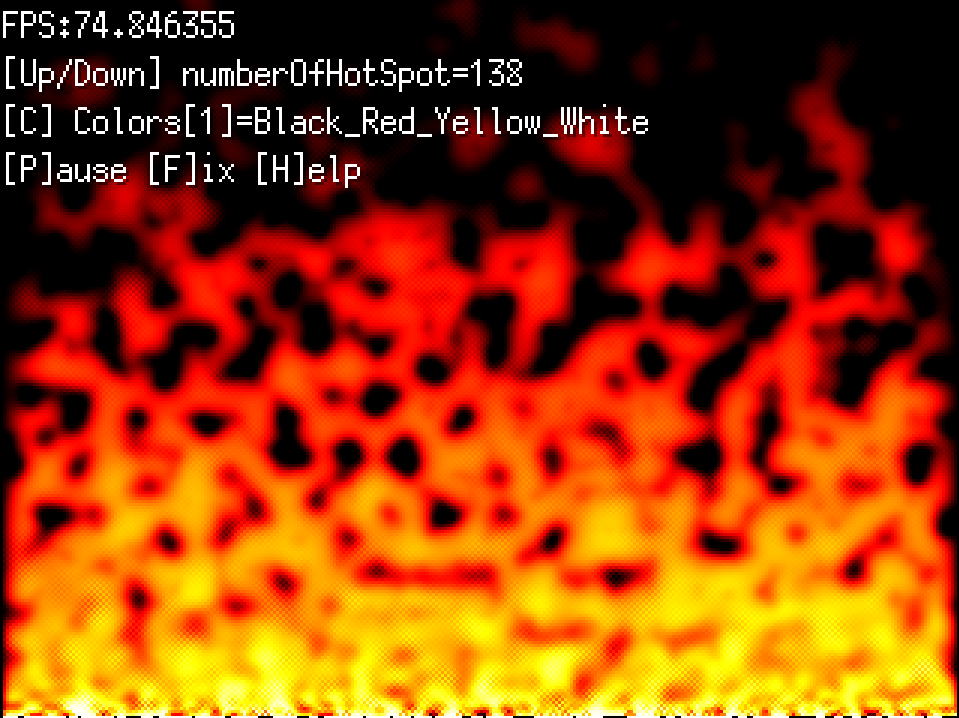 FPS:74.846355
[Up/Down] numberOfHotSpot=138
[C] Colors[1]=Black_Red_Yellow_White
[P]ause [F]ix [H]elp